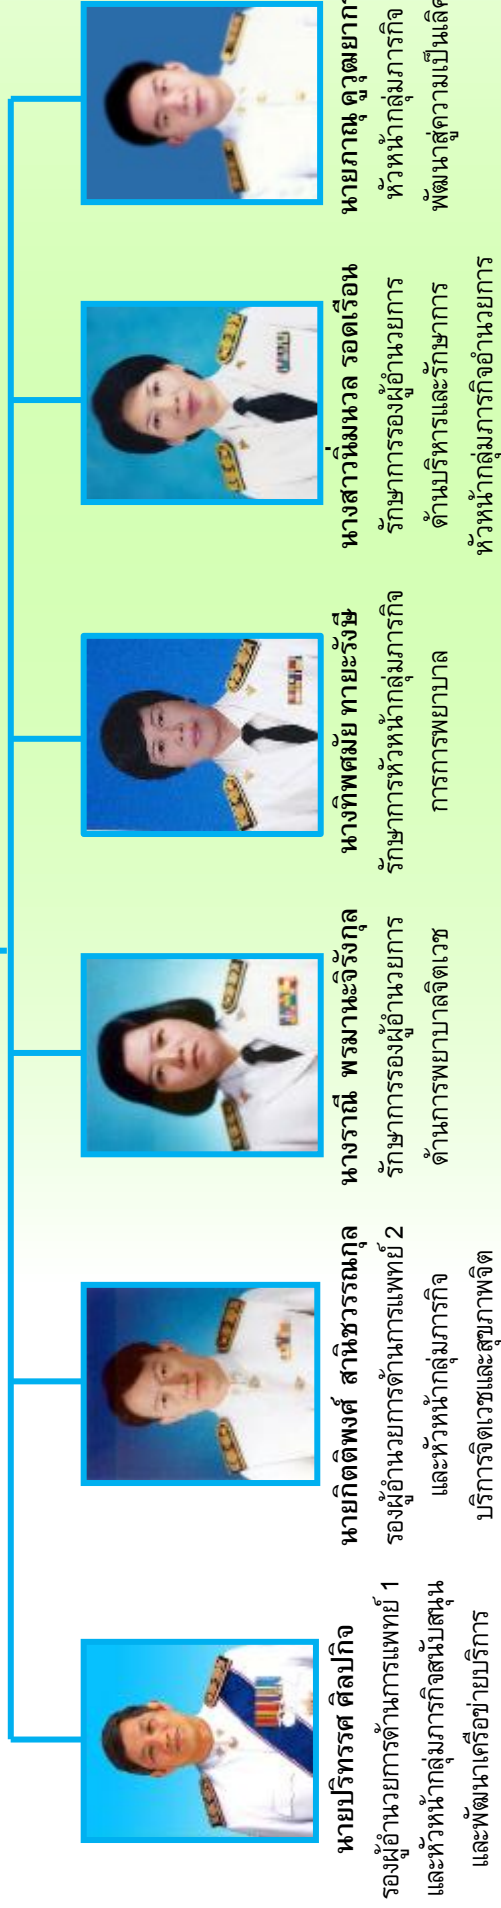 นายปริทรรศ ศิลปกิจ
รองผู้อำนวยการด้านการแพทย์ 1
และหัวหน้ากลุ่มภารกิจสนับสนุน
และพัฒนาเครือข่ายบริการ
นายกิตติพงศ์ สานิชวรรณกุล
รองผู้อำนวยการด้านการแพทย์ 2
และหัวหน้ากลุ่มภารกิจ
บริการจิตเวชและสุขภาพจิต
นางราณี พรมานะจิรังกุล
รักษาการรองผู้อำนวยการ
ด้านการพยาบาลจิตเวช
นางทิพศมัย ทายะรังษี
รักษาการหัวหน้ากลุ่มภารกิจ
การการพยาบาล
นางสาวนิ่มนวล รอดเรือน
รักษาการรองผู้อำนวยการ
ด้านบริหารและรักษาการ
หัวหน้ากลุ่มภารกิจอำนวยการ
นายภาณุ คูวุฒยากร
หัวหน้ากลุ่มภารกิจ
พัฒนาสู่ความเป็นเลิศ